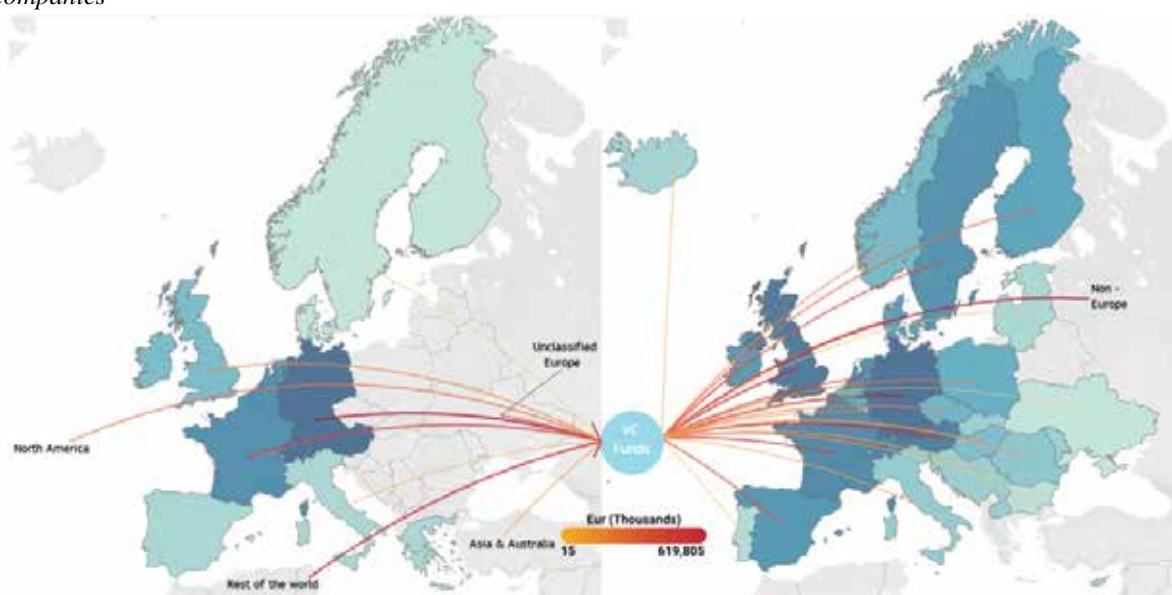 companies
Unclassified
Europe
Non -
Europe
North America
VC
Funds
Eur (Thousands)
15
619,805
Asia & Australia
Rest of the world